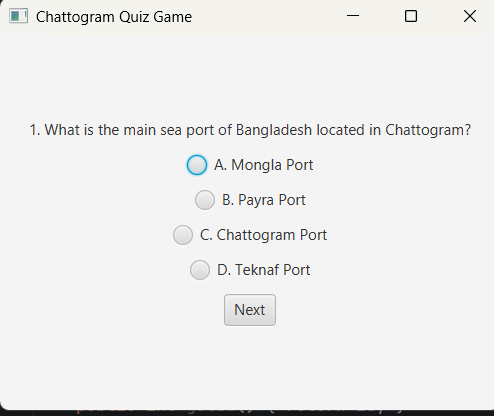 Chattogram Quiz Game
1. What is the main sea port of Bangladesh located in Chattogram?
A. Mongla Port
B. Payra Port
C. Chattogram Port
D. Teknaf Port
Next